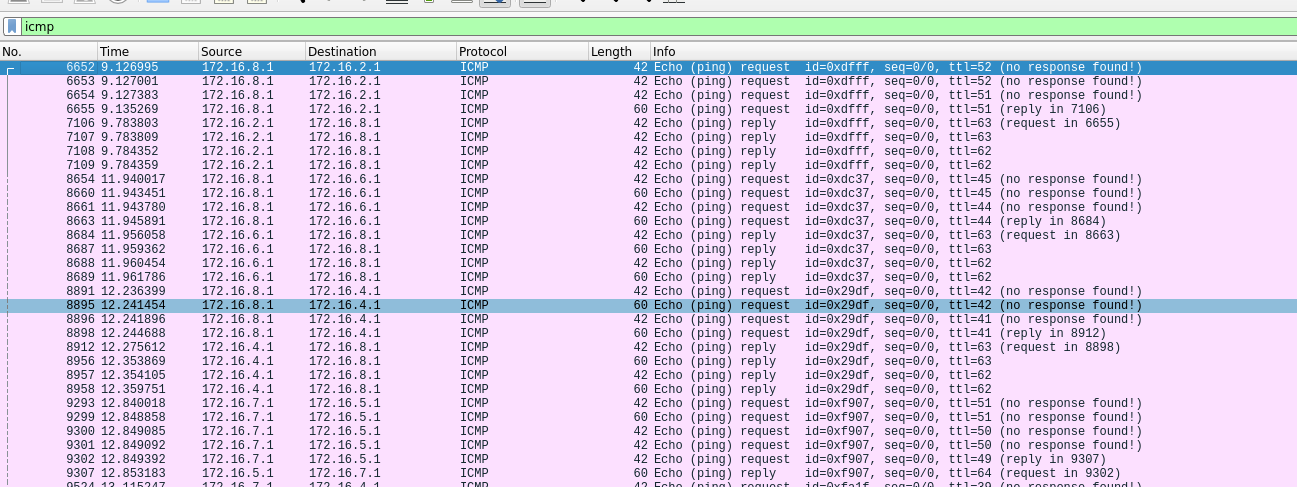 icmp
No. Time Source Destination Protocol Length Info
6652 9.126995 172.16.8.1 172.16.2.1 ICMP 42 Echo (ping) request id=0xdfff, seq=0/0, ttl=52 (no response found!)
6653 9.127001 172.16.8.1 172.16.2.1 ICMP 42 Echo (ping) request id=0xdfff, seq=0/0, ttl=52 (no response found!)
6654 9.127383 172.16.8.1 172.16.2.1 ICMP 42 Echo (ping) request id=0xdfff, seq=0/0, ttl=51 (no response found!)
6655 9.135269 172.16.8.1 172.16.2.1 ICMP 60 Echo (ping) request id=0xdfff, seq=0/0, ttl=51 (reply in 7106)
7106 9.783803 172.16.2.1 172.16.8.1 ICMP 42 Echo (ping) reply id=0xdfff, seq=0/0, ttl=63 (request in 6655)
7107 9.783809 172.16.2.1 172.16.8.1 ICMP 42 Echo (ping) reply id=0xdfff, seq=0/0, ttl=63
7108 9.784352 172.16.2.1 172.16.8.1 ICMP 42 Echo (ping) reply id=0xdfff, seq=0/0, ttl=62
7109 9.784359 172.16.2.1 172.16.8.1 ICMP 42 Echo (ping) reply id=0xdfff, seq=0/0, ttl=62
8654 11.940017 172.16.8.1 172.16.6.1 ICMP 42 Echo (ping) request id=0xdc37, seq=0/0, ttl=45 (no response found!)
8660 11.943451 172.16.8.1 172.16.6.1 ICMP 60 Echo (ping) request id=0xdc37, seq=0/0, ttl=45 (no response found!)
8661 11.943780 172.16.8.1 172.16.6.1 ICMP 42 Echo (ping) request id=0xdc37, seq=0/0, ttl=44 (no response found!)
8663 11.945891 172.16.8.1 172.16.6.1 ICMP 60 Echo (ping) request id=0xdc37, seq=0/0, ttl=44 (reply in 8684)
8684 11.956058 172.16.6.1 172.16.8.1 ICMP 42 Echo (ping) reply id=0xdc37, seq=0/0, ttl=63 (request in 8663)
8687 11.959362 172.16.6.1 172.16.8.1 ICMP 60 Echo (ping) reply id=0xdc37, seq=0/0, ttl=63
8688 11.960454 172.16.6.1 172.16.8.1 ICMP 42 Echo (ping) reply id=0xdc37, seq=0/0, ttl=62
8689 11.961786 172.16.6.1 172.16.8.1 ICMP 60 Echo (ping) reply id=0xdc37, seq=0/0, ttl=62
8891 12.236399 172.16.8.1 172.16.4.1 ICMP 42 Echo (ping) request id=0x29df, seq=0/0, ttl=42 (no response found!)
8895 12.241454 172.16.8.1 172.16.4.1 ICMP 60 Echo (ping) request id=0x29df, seq=0/0, ttl=42 (no response found!)
8896 12.241896 172.16.8.1 172.16.4.1 ICMP 42 Echo (ping) request id=0x29df, seq=0/0, ttl=41 (no response found!)
8898 12.244688 172.16.8.1 172.16.4.1 ICMP 60 Echo (ping) request id=0x29df, seq=0/0, ttl=41 (reply in 8912)
8912 12.275612 172.16.4.1 172.16.8.1 ICMP 42 Echo (ping) reply id=0x29df, seq=0/0, ttl=63 (request in 8898)
8956 12.353869 172.16.4.1 172.16.8.1 ICMP 60 Echo (ping) reply id=0x29df, seq=0/0, ttl=63
8957 12.354105 172.16.4.1 172.16.8.1 ICMP 42 Echo (ping) reply id=0x29df, seq=0/0, ttl=62
8958 12.359751 172.16.4.1 172.16.8.1 ICMP 60 Echo (ping) reply id=0x29df, seq=0/0, ttl=62
9293 12.840018 172.16.7.1 172.16.5.1 ICMP 42 Echo (ping) request id=0xf907, seq=0/0, ttl=51 (no response found!)
9299 12.848858 172.16.7.1 172.16.5.1 ICMP 60 Echo (ping) request id=0xf907, seq=0/0, ttl=51 (no response found!)
9300 12.849085 172.16.7.1 172.16.5.1 ICMP 42 Echo (ping) request id=0xf907, seq=0/0, ttl=50 (no response found!)
9301 12.849092 172.16.7.1 172.16.5.1 ICMP 42 Echo (ping) request id=0xf907, seq=0/0, ttl=50 (no response found!)
9302 12.849392 172.16.7.1 172.16.5.1 ICMP 42 Echo (ping) request id=0xf907, seq=0/0, ttl=49 (reply in 9307)
9307 12.853183 172.16.5.1 172.16.7.1 ICMP 60 Echo (ping) reply id=0xf907, seq=0/0, ttl=64 (request in 9302)
172.16.7.1 172.16.4.1 ICMP 42 Echo (ping) request seq=0/0, (no response found!)